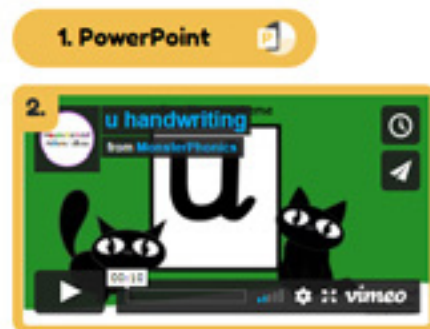 1. PowerPoint
2.
u handwriting
from MonsterPhonics
u
00:10
vimeo